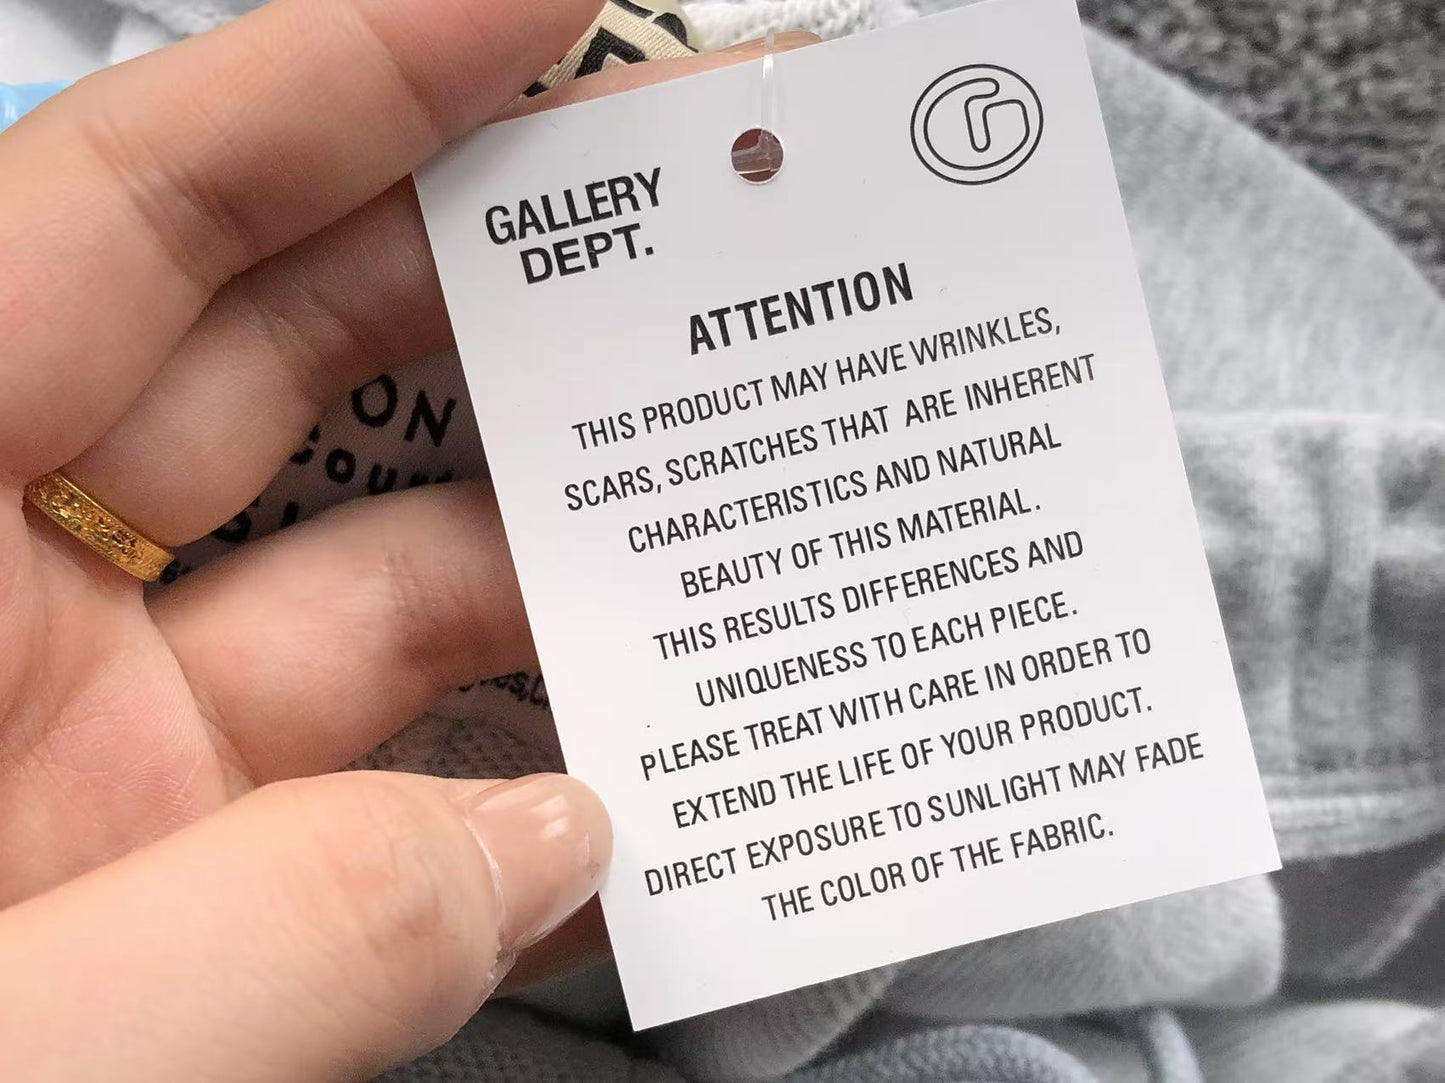 GALLERY
DEPT.
ATTENTION
THIS PRODUCT MAY HAVE WRINKLES,
SCARS, SCRATCHES THAT ARE INHERENT
CHARACTERISTICS AND NATURAL
BEAUTY OF THIS MATERIAL.
THIS RESULTS DIFFERENCES AND
UNIQUENESS TO EACH PIECE.
PLEASE TREAT WITH CARE IN ORDER TO
EXTEND THE LIFE OF YOUR PRODUCT.
DIRECT EXPOSURE TO SUNLIGHT MAY FADE
THE COLOR OF THE FABRIC.